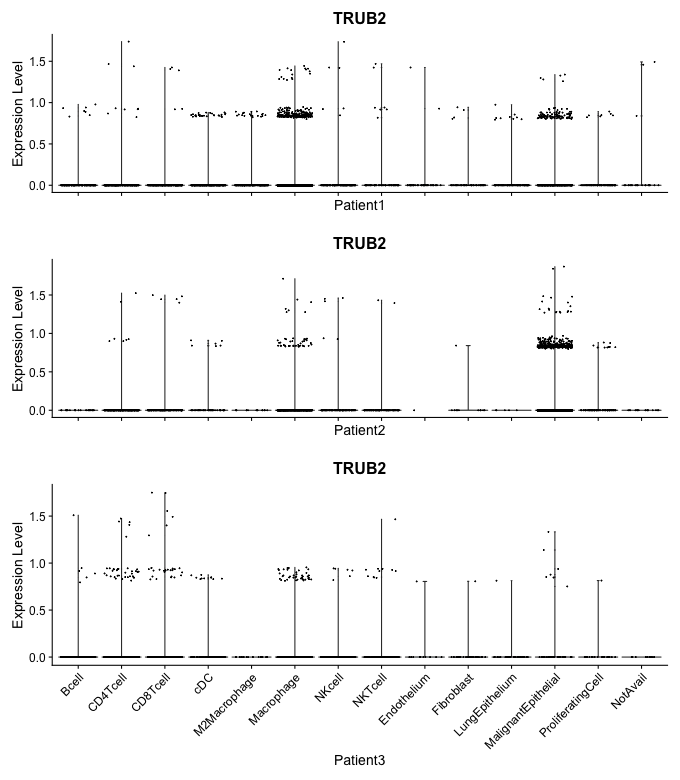 TRUB2
Expression Level
1.5
1.0
0.5
0.0
Patient1
TRUB2
Expression Level
1.5
1.0
0.5
0.0
Patient2
TRUB2
Expression Level
1.5
1.0
0.5
0.0
Bcell
CD4Tcell
CD8Tcell
cDC
M2Macrophage
Macrophage
NKcell
NKTcell
Endothelium
Fibroblast
LungEpithelium
MalignantEpithelial
ProliferatingCell
NotAvail
Patient3